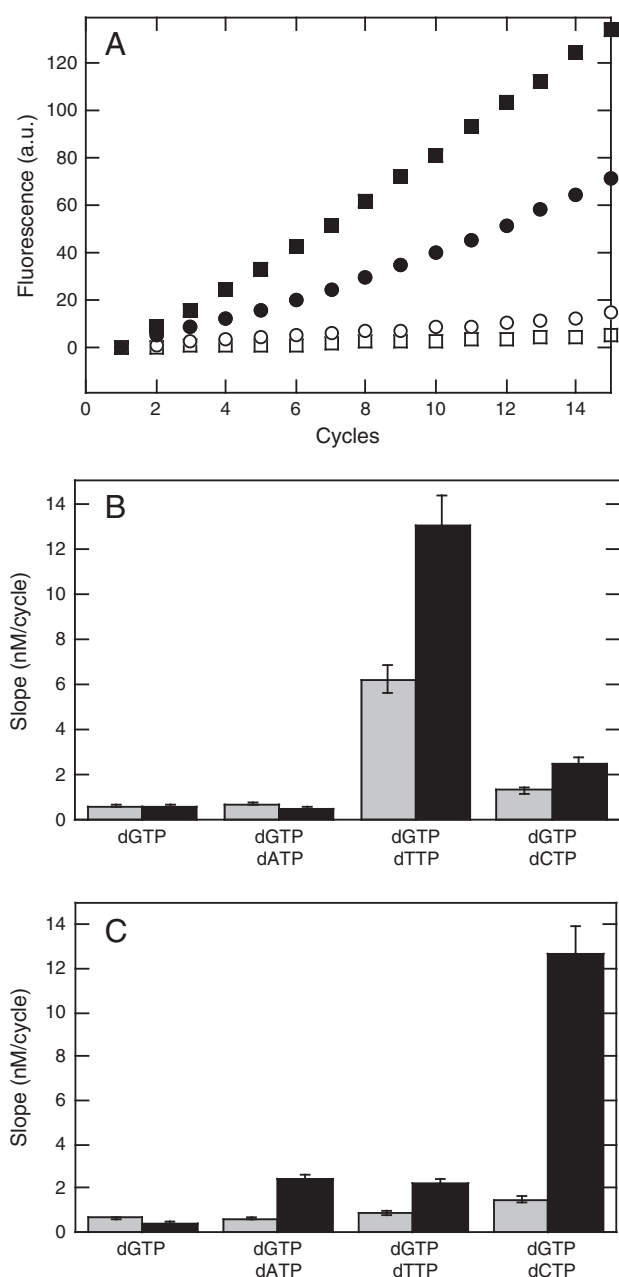 A
Fluorescence (a.u.)
120
100
80
60
40
20
0
0 2 4 6 8 10 12 14
Cycles
B
Slope (nM/cycle)
14
12
10
8
6
4
2
0
dGTP dGTP dGTP dGTP
dATP dTTP dCTP
C
Slope (nM/cycle)
14
12
10
8
6
4
2
0
dGTP dGTP dGTP dGTP
dATP dTTP dCTP